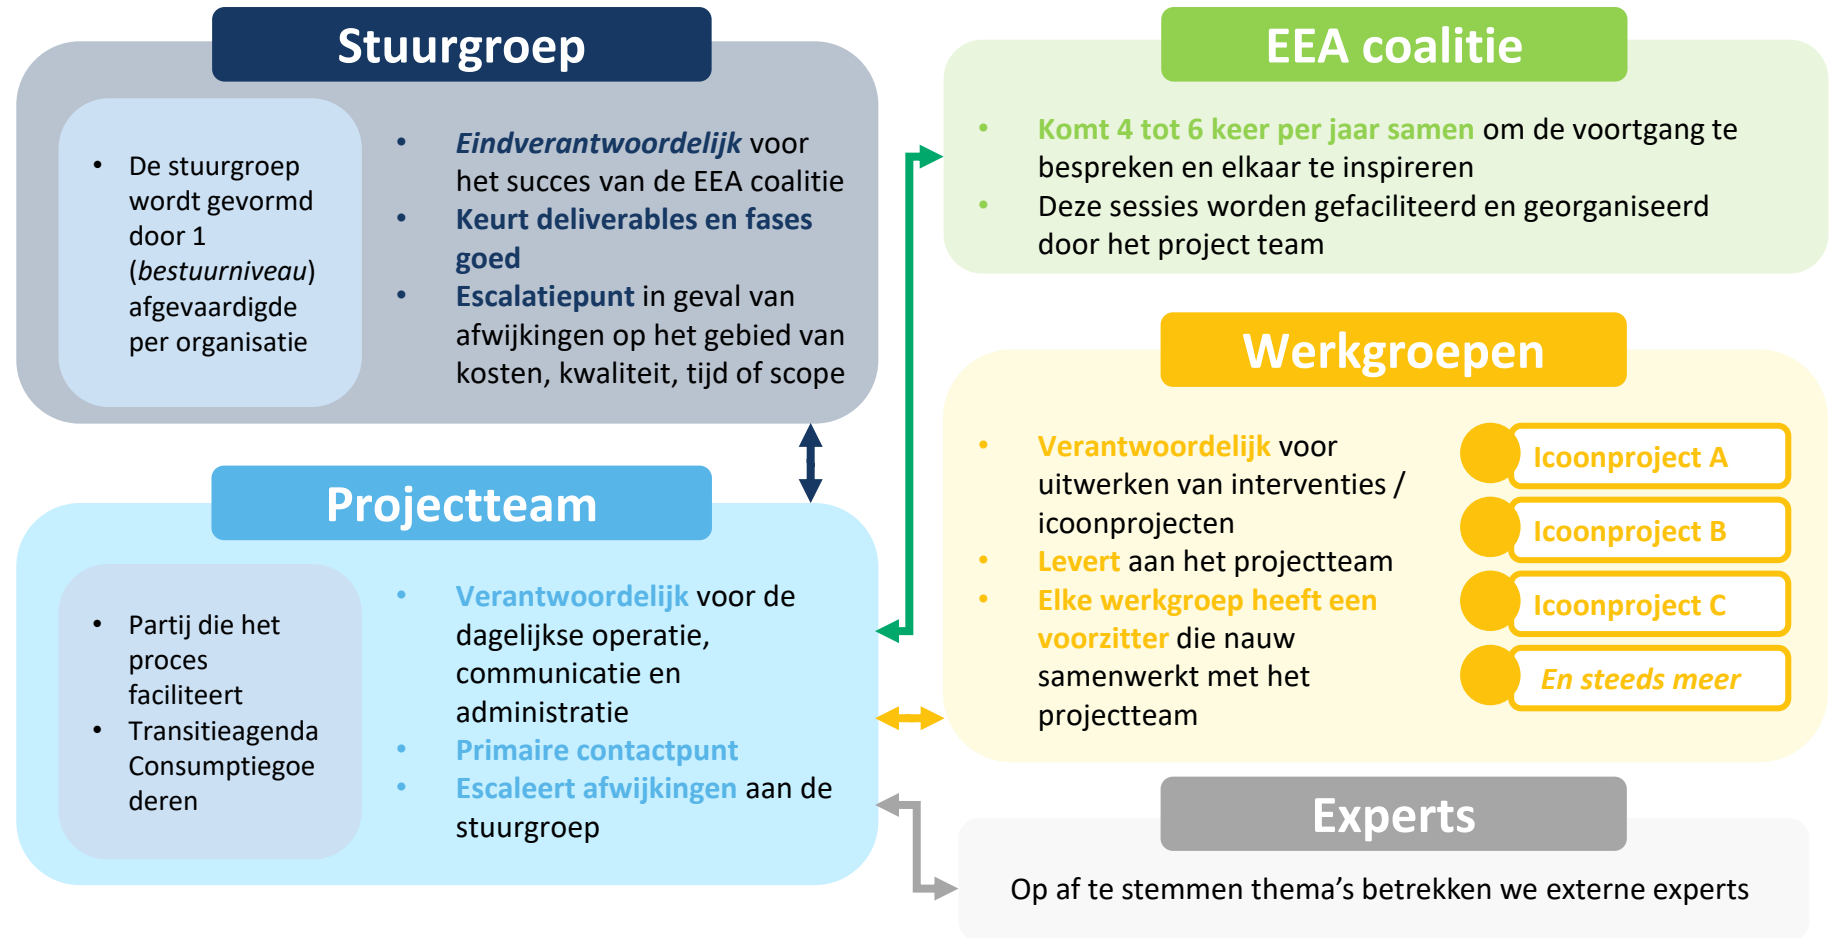 Stuurgroep
De stuurgroep
wordt gevormd
door 1
(bestuurniveau)
afgevaardigde
per organisatie
Eindverantwoordelijk voor
het succes van de EEA coalitie
Keurt deliverables en fases
goed
Escalatiepunt in geval van
afwijkingen op het gebied van
kosten, kwaliteit, tijd of scope
Projectteam
Partij die het
proces
faciliteert
Transitieagenda
Consumptiegoe
deren
Verantwoordelijk voor de
dagelijkse operatie,
communicatie en
administratie
Primaire contactpunt
Escaleert afwijkingen aan de
stuurgroep
EEA coalitie
Komt 4 tot 6 keer per jaar samen om de voortgang te
bespreken en elkaar te inspireren
Deze sessies worden gefaciliteerd en georganiseerd
door het project team
Werkgroepen
Verantwoordelijk voor
uitwerken van interventies /
icoonprojecten
Levert aan het projectteam
Elke werkgroep heeft een
voorzitter die nauw
samenwerkt met het
projectteam
Icoonproject A
Icoonproject B
Icoonproject C
En steeds meer
Experts
Op af te stemmen thema's betrekken we externe experts